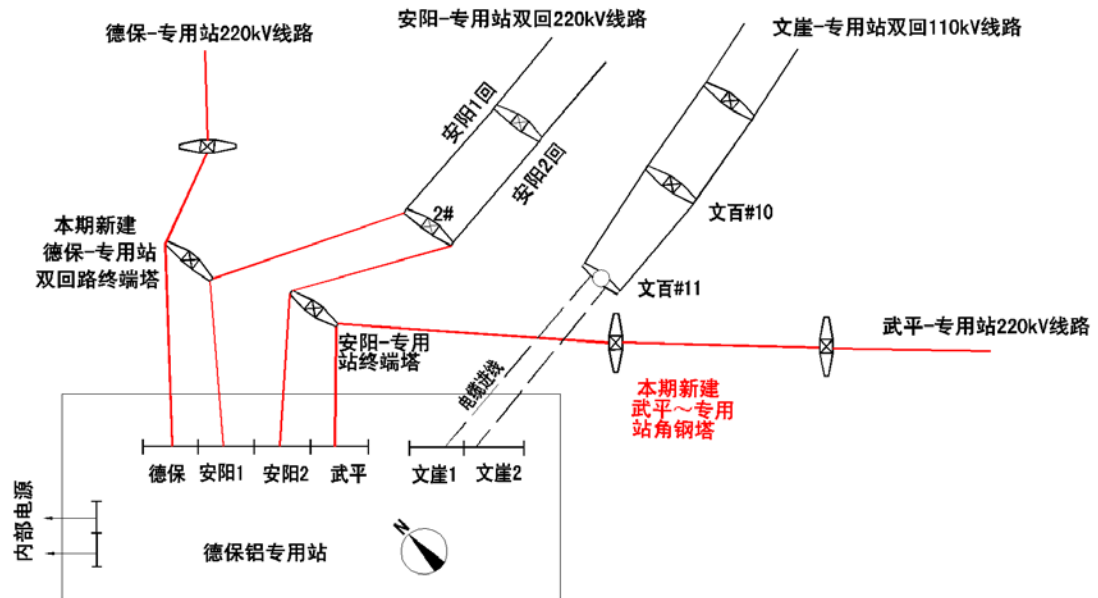 德保-专用站220kV线路
安阳-专用站双回220kV线路
文崖-专用站双回110kV线路
安阳1回
安阳2回
2#
文百#10
文百#11
本期新建
德保-专用站
双回路终端塔
安阳-专用
站终端塔
武平-专用站220kV线路
电缆进线
本期新建
武平～专用
站角钢塔
德保
安阳1
安阳2
武平
文崖1
文崖2
内部电源
德保铝专用站
N